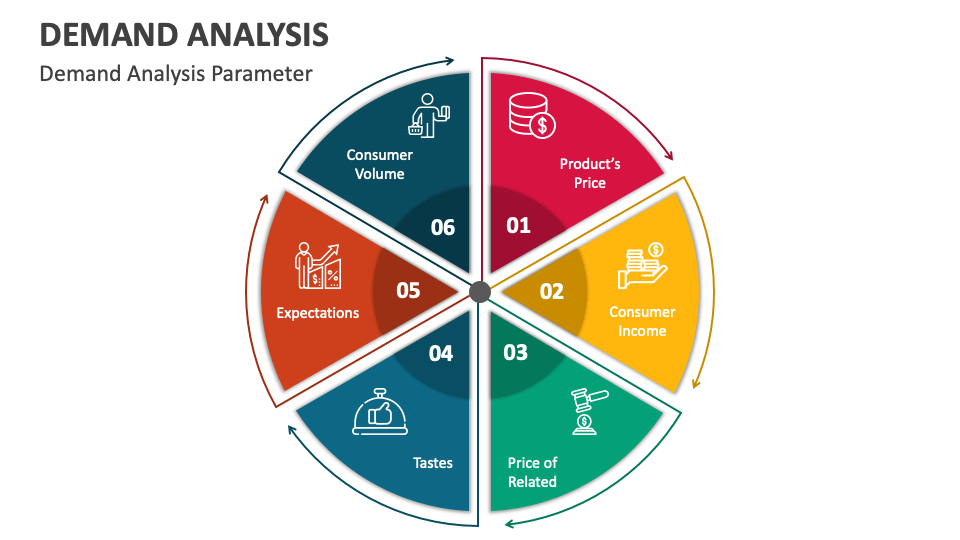 DEMAND ANALYSIS
Demand Analysis Parameter
01
Product's
Price
02
Consumer
Income
03
Price of
Related
04
Tastes
05
Expectations
06
Consumer
Volume
$
$
$
$
%